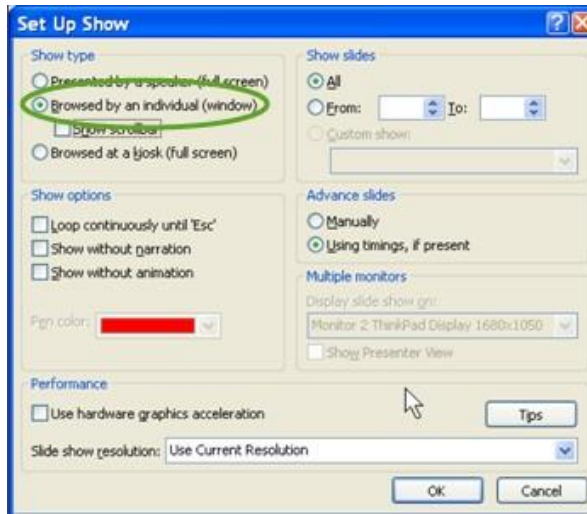 Set Up Show
Show type
Presented by a speaker (full screen)
Browsed by an individual (window)
Show scrollbar
Browsed at a kiosk (full screen)
Show slides
All
From: To:
Custom show:
Show options
Loop continuously until 'Esc'
Show without narration
Show without animation
Pen color:
Advance slides
Manually
Using timings, if present
Multiple monitors
Display slide show on:
Monitor 2 ThinkPad Display 1680x1050
Show Presenter View
Performance
Use hardware graphics acceleration
Tips
Slide show resolution: Use Current Resolution
OK Cancel